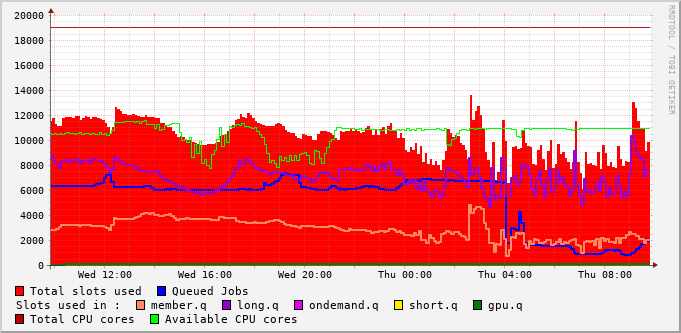 20000
18000
16000
14000
12000
10000
8000
6000
4000
2000
0
Wed 12:00 Wed 16:00 Wed 20:00 Thu 00:00 Thu 04:00 Thu 08:00
Total slots used Queued Jobs
Slots used in : member.q long.q ondemand.q short.q gpu.q
Total CPU cores Available CPU cores
RRDTOOL / TOBI OETIKER